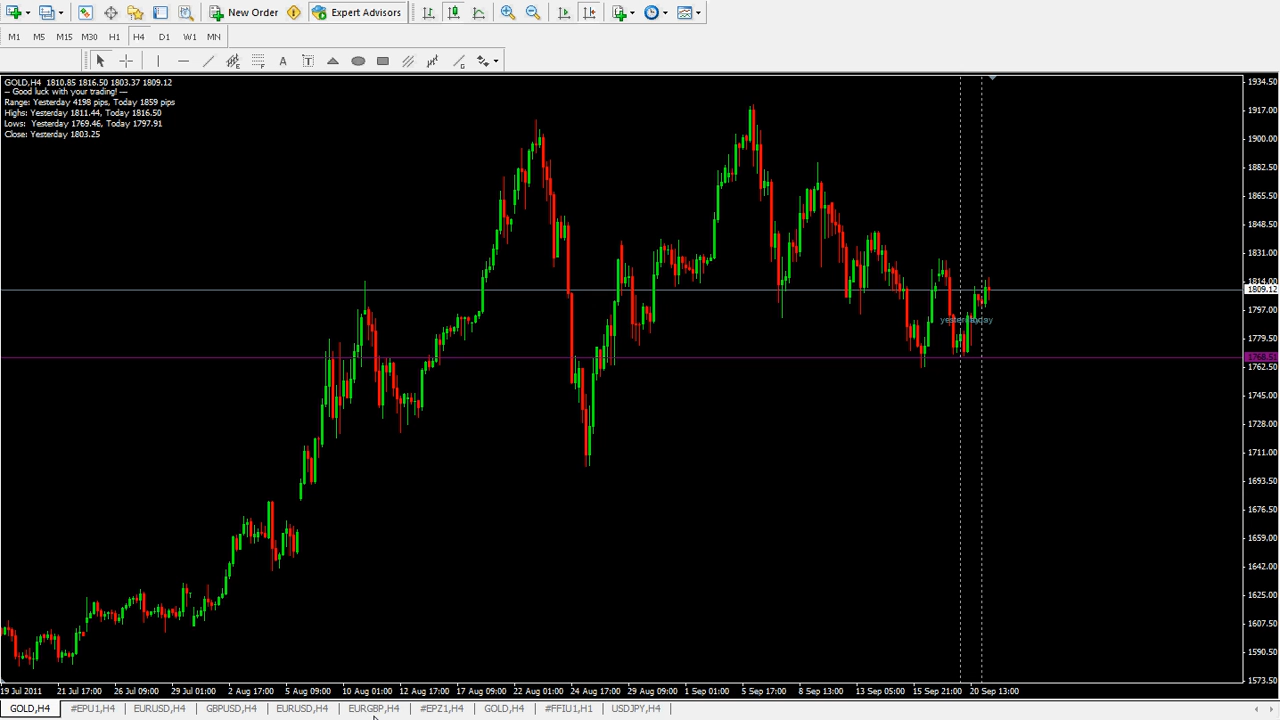 New Order Expert Advisors
M1 M5 M15 M30 H1 H4 D1 W1 MN
A T
GOLD,H4 1810.85 1816.50 1803.37 1809.12
-- Good luck with your trading! ---
Range: Yesterday 4198 pips, Today 1859 pips
Highs: Yesterday 1811.44, Today 1816.50
Lows: Yesterday 1769.46, Today 1797.91
Close: Yesterday 1803.25
1934.50
1917.00
1900.00
1882.50
1865.50
1848.50
1831.00
1814.00
1809.12
1797.00
1779.50
1762.50
1745.00
1728.00
1711.00
1693.50
1676.50
1659.00
1642.00
1625.00
1607.50
1590.50
1573.50
19 Jul 2011 21 Jul 17:00 26 Jul 09:00 29 Jul 01:00 2 Aug 17:00 5 Aug 09:00 10 Aug 01:00 12 Aug 17:00 17 Aug 09:00 22 Aug 01:00 24 Aug 17:00 29 Aug 09:00 1 Sep 01:00 5 Sep 17:00 8 Sep 13:00 13 Sep 05:00 15 Sep 21:00 20 Sep 13:00
GOLD,H4 #EPU1,H4 EURUSD,H4 GBPUSD,H4 EURUSD,H4 EURGBP,H4 #EPZ1,H4 GOLD,H4 #FFIU1,H1 USDJPY,H4